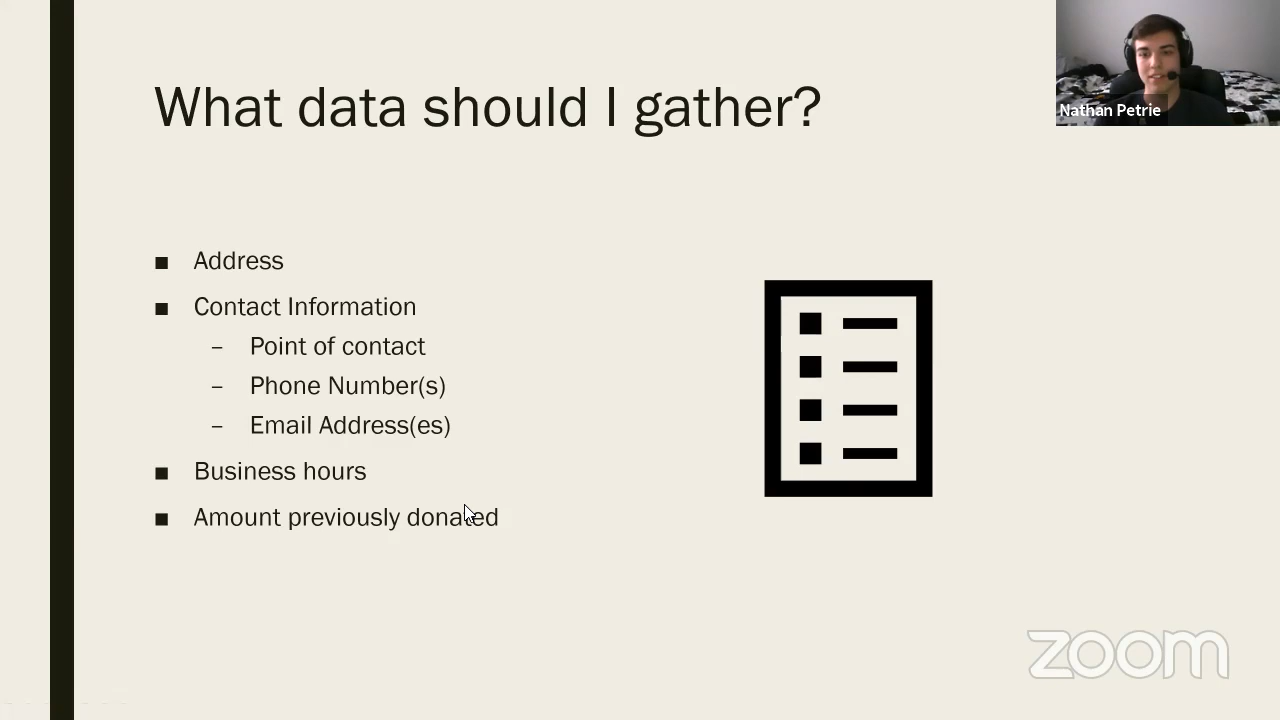 What data should I gather?
Nathan Petrie
■ Address
■ Contact Information
– Point of contact
– Phone Number(s)
– Email Address(es)
■ Business hours
■ Amount previously donated
zoom